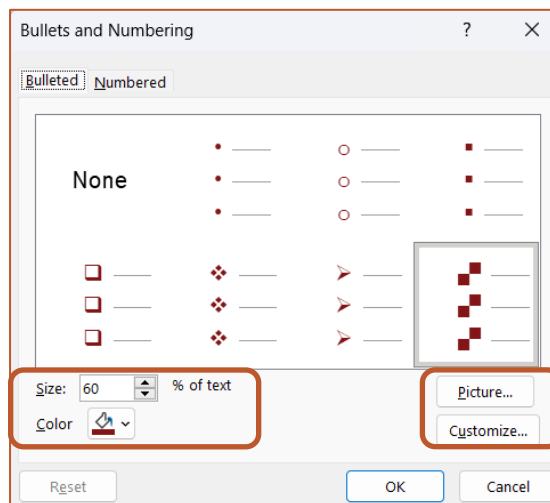 Bullets and Numbering
?
Bulleted Numbered
None
Size: 60 % of text
Picture...
Color
Customize...
Reset OK Cancel